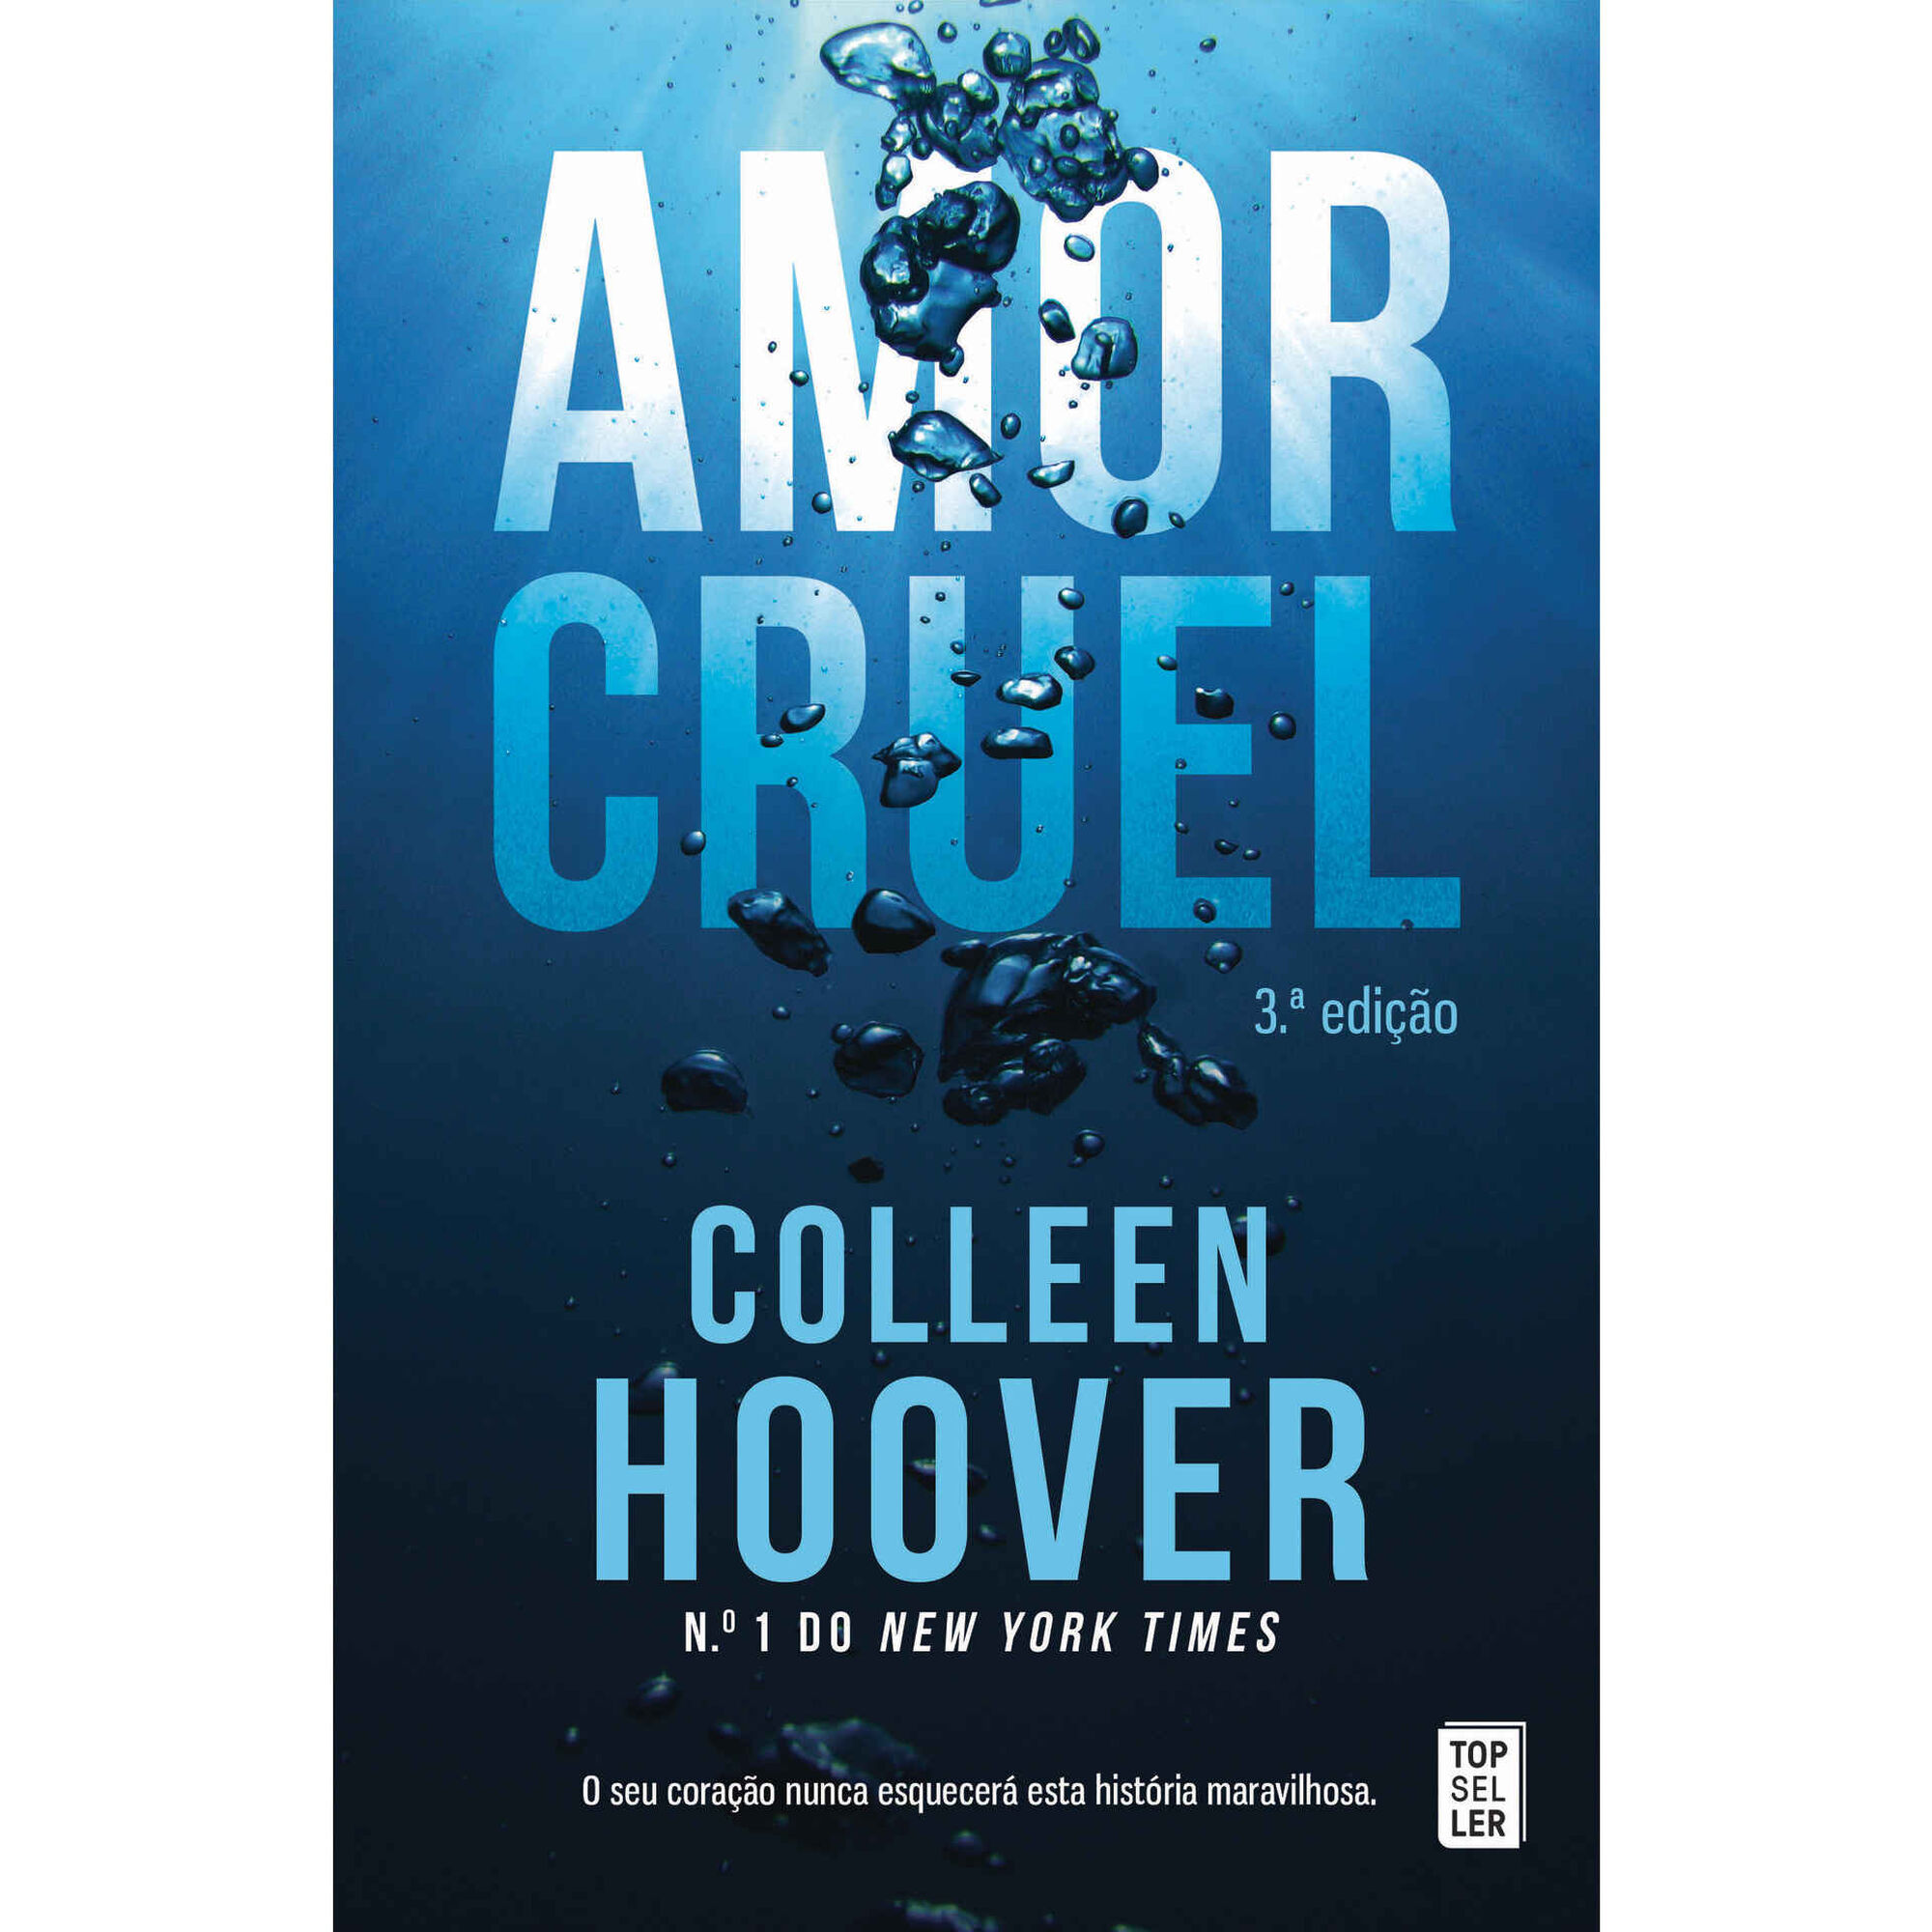 AMOR
CRUEL
3.ª edição
COLLEEN
HOOVER
N.º 1 DO NEW YORK TIMES
O seu coração nunca esquecerá esta história maravilhosa.
TOP
SEL
LER